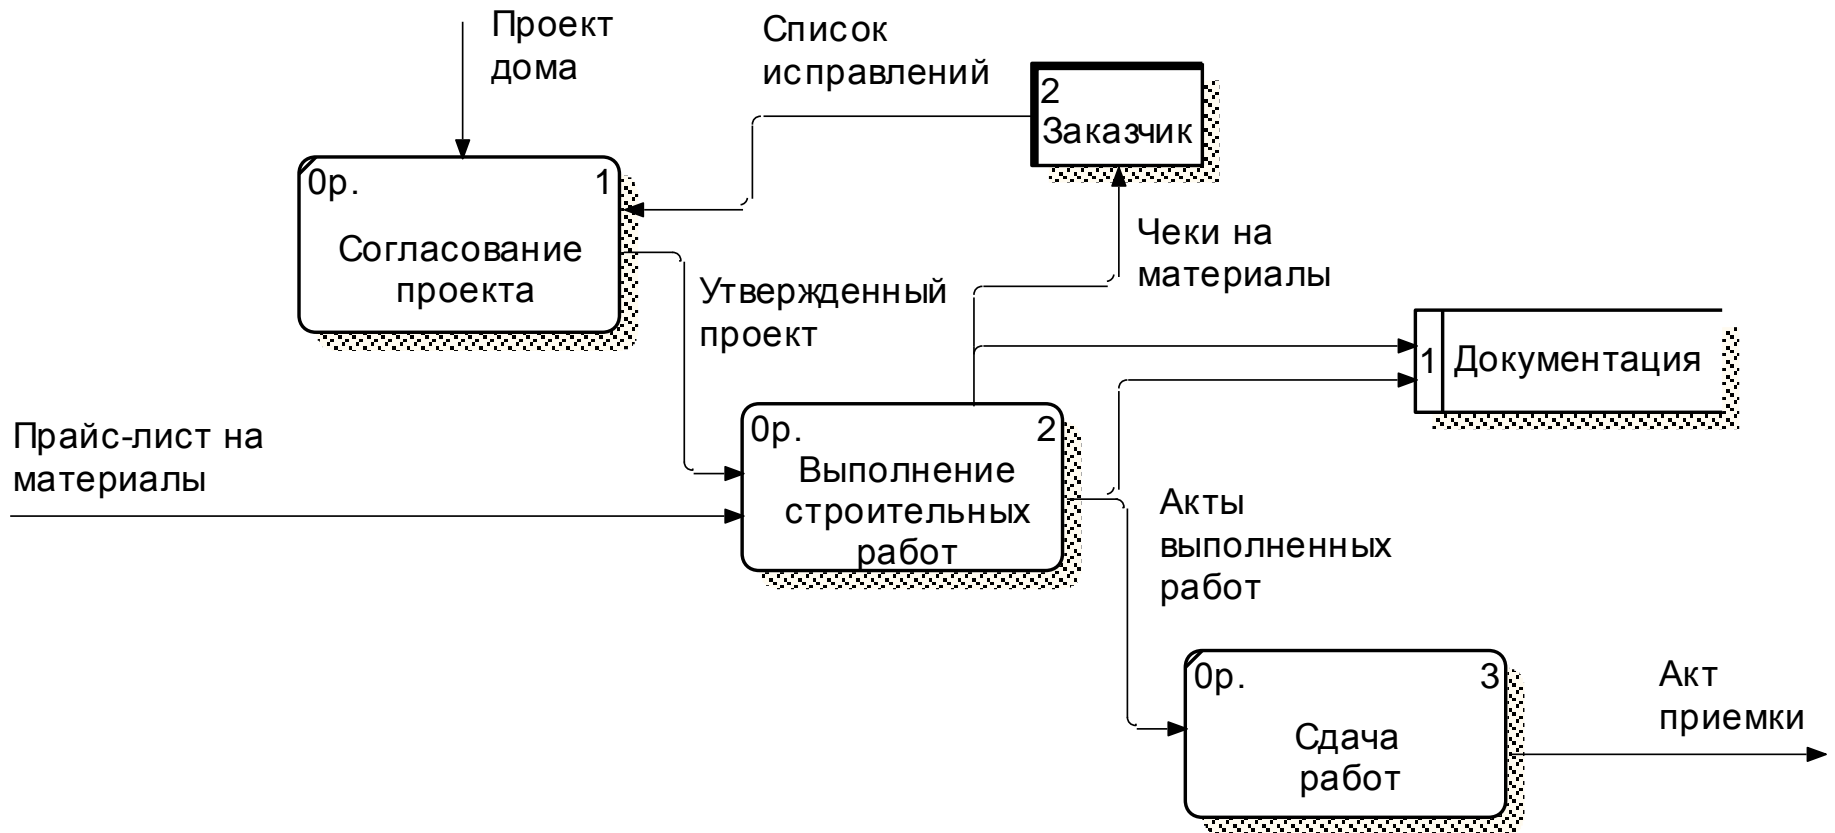 Проект
дома
Список
исправлений
2
Заказчик
0р.
1
Согласование
проекта
Чеки на
материалы
Утвержденный
проект
1
Документация
Прайс-лист на
материалы
0р.
2
Выполнение
строительных
работ
Акты
выполненных
работ
0р.
3
Сдача
работ
Акт
приемки